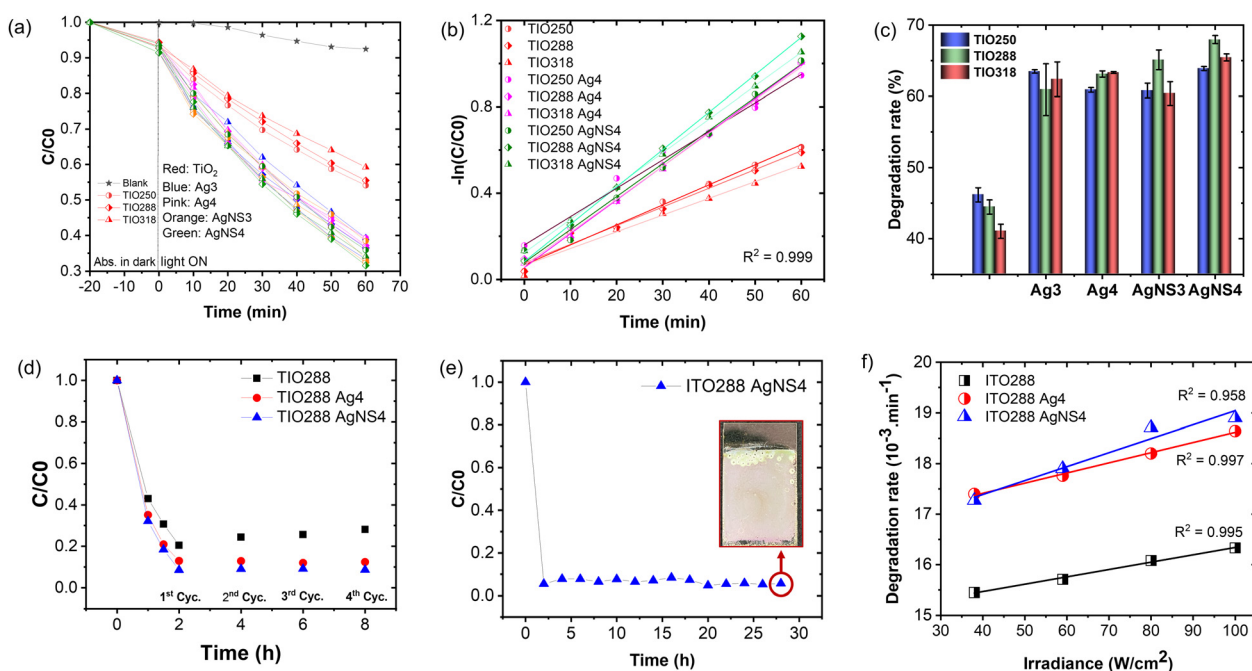 (a)
C/C0
1.0
0.9
0.8
0.7
0.6
0.5
0.4
0.3
Blank
TIO250
TIO288
TIO318
Red: TiO2
Blue: Ag3
Pink: Ag4
Orange: AgNS3
Green: AgNS4
Abs. in dark
light ON
-20 -10 0 10 20 30 40 50 60 70
Time (min)
(b)
-ln(C/C0)
1.2
0.8
0.4
0.0
TIO250
TIO288
TIO318
TIO250 Ag4
TIO288 Ag4
TIO318 Ag4
TIO250 AgNS4
TIO288 AgNS4
TIO318 AgNS4
R2 = 0.999
0 10 20 30 40 50 60
Time (min)
(c)
Degradation rate (%)
70
60
50
40
TIO250
TIO288
TIO318
Ag3 Ag4 AgNS3 AgNS4
(d)
C/C0
1.0
0.8
0.6
0.4
0.2
0.0
TIO288
TIO288 Ag4
TIO288 AgNS4
1st Cyc. 2nd Cyc. 3rd Cyc. 4th Cyc.
0 2 4 6 8
Time (h)
(e)
C/C0
1.0
0.8
0.6
0.4
0.2
0.0
ITO288 AgNS4
0 5 10 15 20 25 30
Time (h)
f)
Degradation rate (10-3.min-1)
20
19
18
17
16
15
ITO288
ITO288 Ag4
ITO288 AgNS4
R2 = 0.958
R2 = 0.997
R2 = 0.995
30 40 50 60 70 80 90 100
Irradiance (W/cm2)